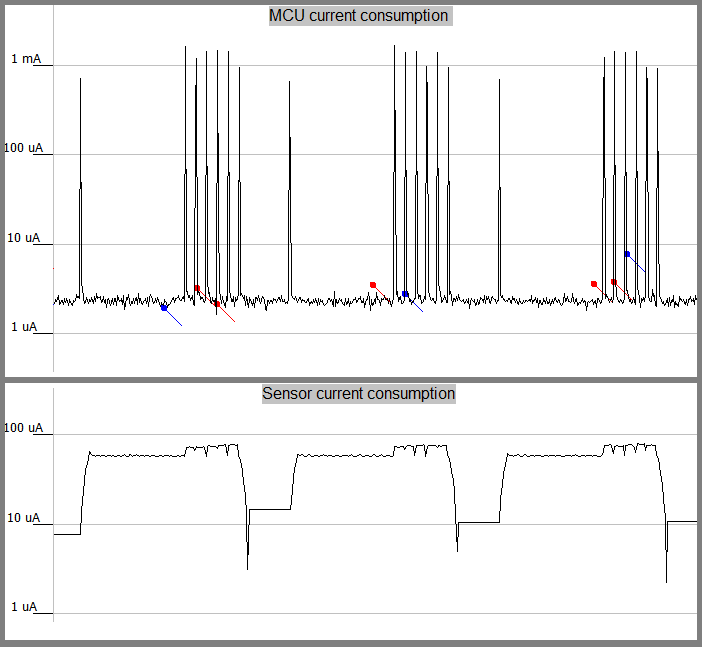 MCU current consumption
1 mA
100 uA
10 uA
1 uA
Sensor current consumption
100 uA
10 uA
1 uA